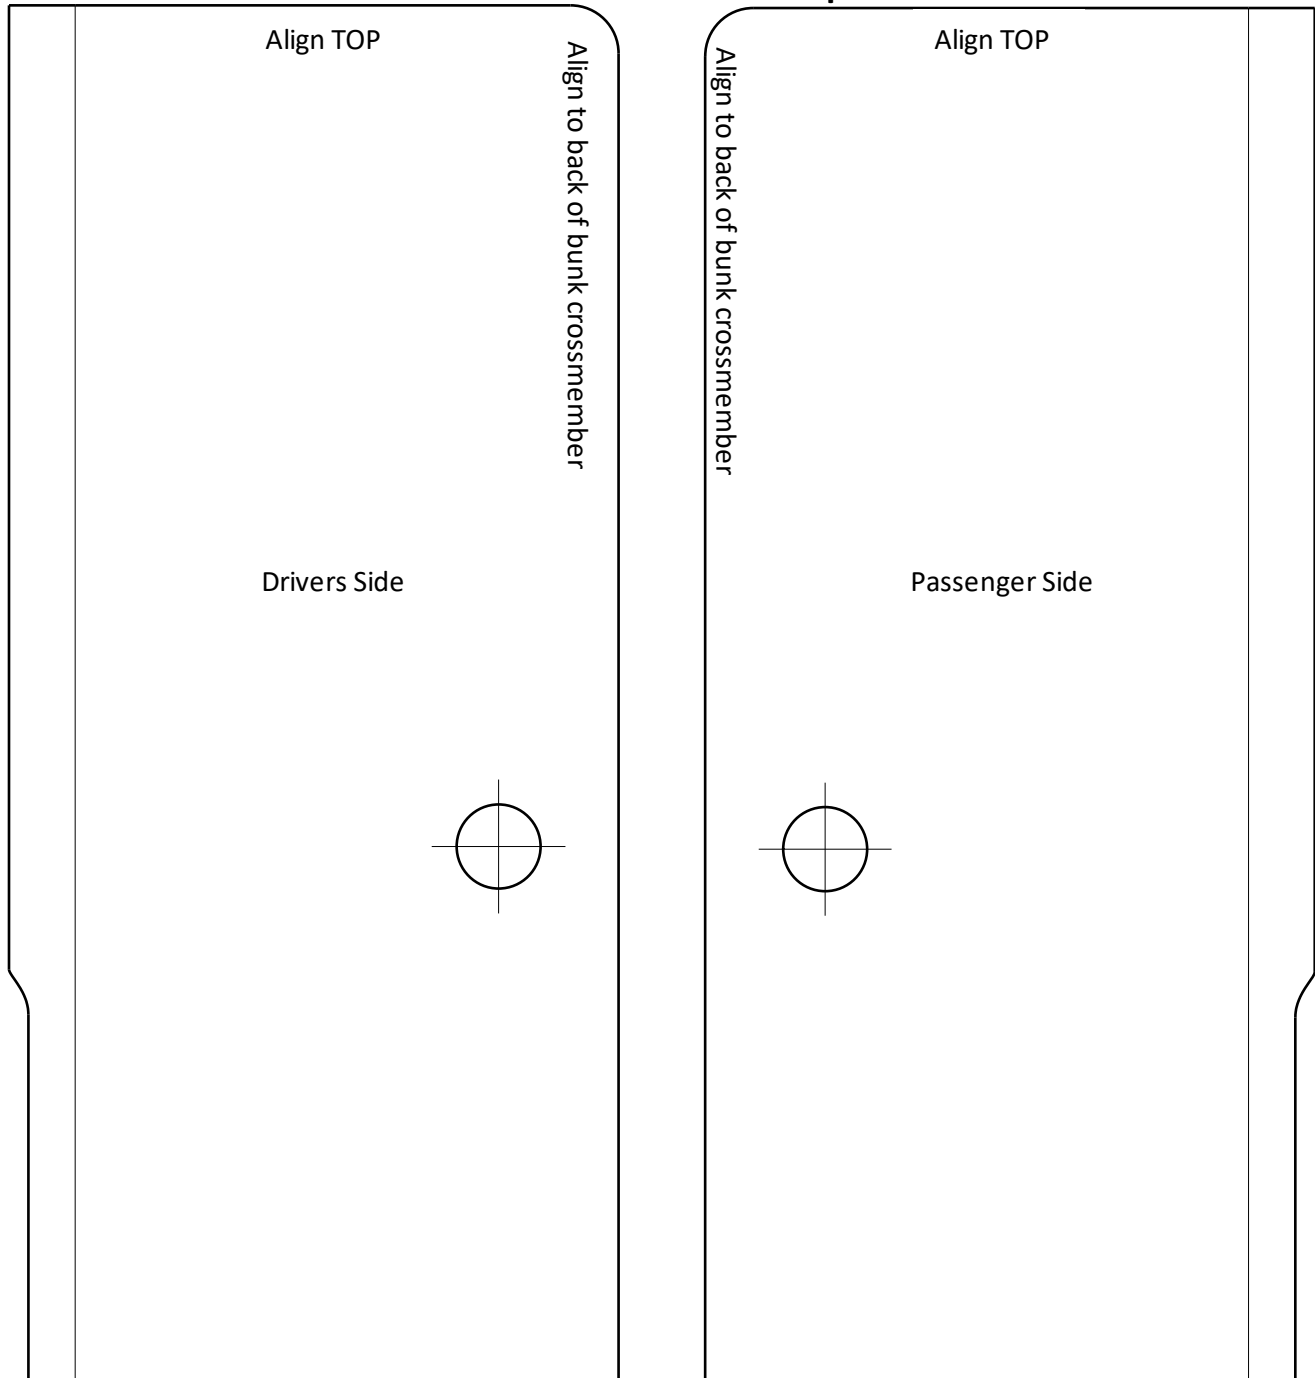 Align TOP
Align to back of bunk crossmember
Drivers Side
Align TOP
Align to back of bunk crossmember
Passenger Side